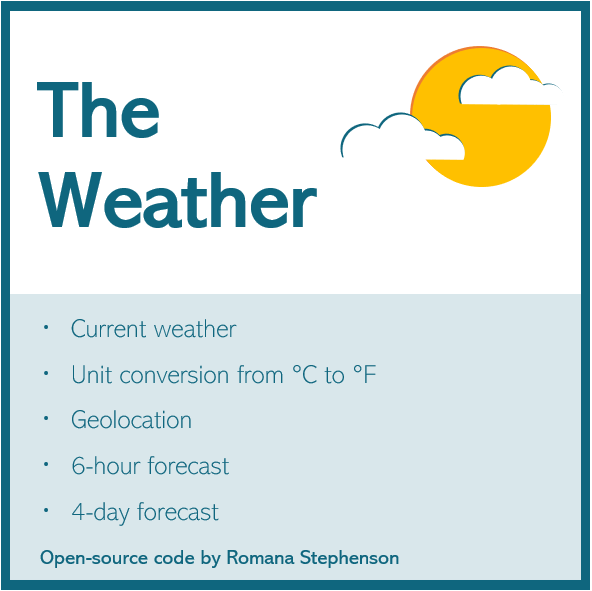 The
Weather
• Current weather
• Unit conversion from °C to °F
• Geolocation
• 6-hour forecast
• 4-day forecast
Open-source code by Romana Stephenson